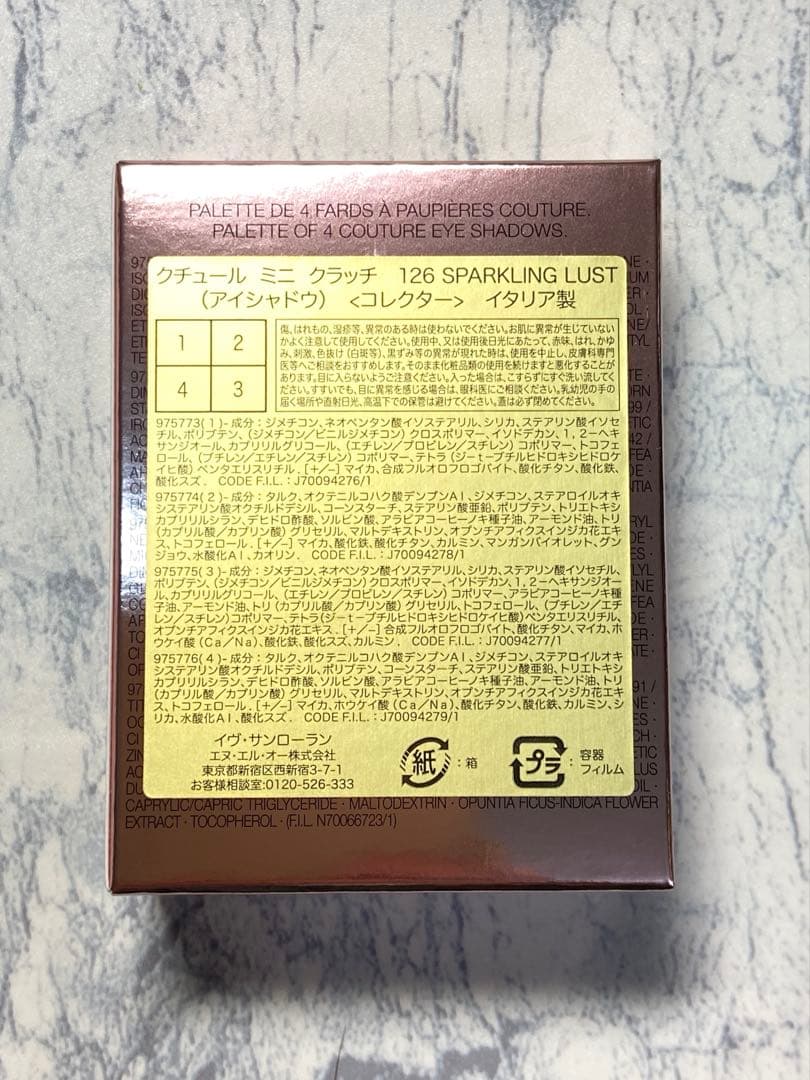 PALETTE DE 4 FARDS À PAUPIÈRES COUTURE.
PALETTE OF 4 COUTURE EYE SHADOWS.
クチュール ミニ クラッチ 126 SPARKLING LUST
（アイシャドウ） <コレクター> イタリア製
1 2
4 3
傷、はれもの、湿疹等、異常のある時は使わないでください。お肌に異常が生じていない
かよく注意して使用してください。使用中、又は使用後日光にあたって、赤味、はれ、かゆ
み、刺激、色抜け（白斑等）、黒ずみ等の異常が現れた時は、使用を中止し、皮膚科専門
医等へご相談をおすすめします。そのまま化粧品類の使用を続けますと悪化することが
あります。目に入らないようご注意ください。入った場合は、こすらずにすぐ洗い流してく
ださい。すすいでも、目に異常を感じる場合は、眼科医にご相談ください。乳幼児の手の
届く場所や直射日光、高温下での保管は避けてください。蓋は必ず閉めてください。
975773(1)-成分：ジメチコン、ネオペンタン酸イソステアリル、シリカ、ステアリン酸イソセ
チル、ポリブテン、（ジメチコン/ビニルジメチコン）クロスポリマー、イソドデカン、1，2－ヘキ
サンジオール、カプリリルグリコール、（エチレン/プロピレン/スチレン）コポリマー、トコフェ
ロール、（ブチレン/エチレン/スチレン）コポリマー、テトラ（ジ－t－ブチルヒドロキシヒドロ
ケイヒ酸）ペンタエリスリチル．[+/−]マイカ、合成フルオロフロゴパイト、酸化チタン、酸化鉄、
酸化スズ． CODE F.I.L.：J70094276/1
975774(2)-成分：タルク、オクテニルコハク酸デンプンAl、ジメチコン、ステアロイルオキ
システアリン酸オクチルドデシル、コーンスターチ、ステアリン酸亜鉛、ポリブテン、トリエトキシ
カプリリルシラン、デヒドロ酢酸、ソルビン酸、アラビアコーヒーノキ種子油、アーモンド油、トリ
（カプリル酸/カプリン酸）グリセリル、マルトデキストリン、オプンチアフィクスインジカ花エキ
ス、トコフェロール．[+/−]マイカ、酸化鉄、酸化チタン、カルミン、マンガンバイオレット、グン
ジョウ、水酸化Al、カオリン． CODE F.I.L.：J70094278/1
975775(3)-成分：ジメチコン、ネオペンタン酸イソステアリル、シリカ、ステアリン酸イソセチル、
ポリブテン、（ジメチコン/ビニルジメチコン）クロスポリマー、イソドデカン、1，2－ヘキサンジオー
ル、カプリリルグリコール、（エチレン/プロピレン/スチレン）コポリマー、アラビアコーヒーノキ種
子油、アーモンド油、トリ（カプリル酸/カプリン酸）グリセリル、トコフェロール、（ブチレン/エチレ
ン/スチレン）コポリマー、テトラ（ジ－t－ブチルヒドロキシヒドロケイヒ酸）ペンタエリスリチル、
オプンチアフィクスインジカ花エキス．[+/−]合成フルオロフロゴパイト、酸化チタン、マイカ、ホ
ウケイ酸（Ca/Na）、酸化鉄、酸化スズ、カルミン． CODE F.I.L.：J70094277/1
975776(4)-成分：タルク、オクテニルコハク酸デンプンAl、ジメチコン、ステアロイルオキ
システアリン酸オクチルドデシル、ポリブテン、コーンスターチ、ステアリン酸亜鉛、トリエトキシ
カプリリルシラン、デヒドロ酢酸、ソルビン酸、アラビアコーヒーノキ種子油、アーモンド油、トリ
（カプリル酸/カプリン酸）グリセリル、マルトデキストリン、オプンチアフィクスインジカ花エキ
ス、トコフェロール．[+/−]マイカ、ホウケイ酸（Ca/Na）、酸化チタン、酸化鉄、カルミン、シ
リカ、水酸化Al、酸化スズ． CODE F.I.L.：J70094279/1
イヴ・サンローラン
エヌ・エル・オー株式会社
東京都新宿区西新宿3-7-1
お客様相談室:0120-526-333
紙 ：箱
プラ ：容器
フィルム
CAPRYLIC/CAPRIC TRIGLYCERIDE · MALTODEXTRIN · OPUNTIA FICUS-INDICA FLOWER
EXTRACT · TOCOPHEROL · (F.I.L. N70066723/1)